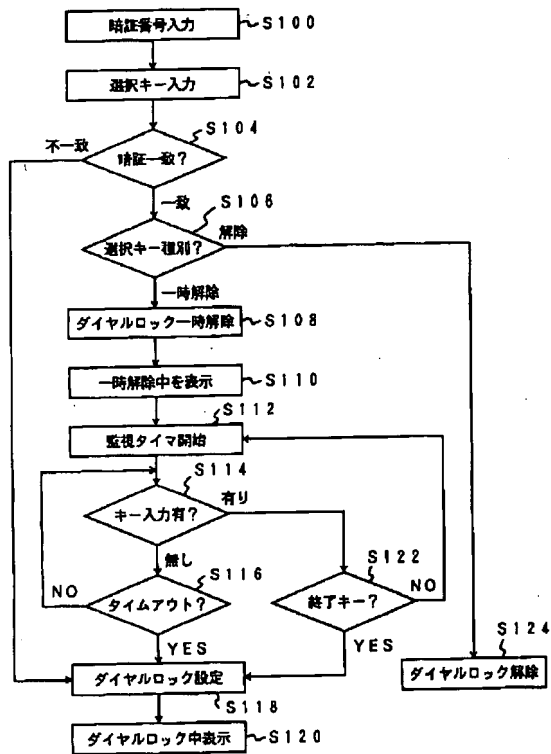 暗証番号入力 S100
選択キー入力 S102
S104
不一致
暗証一致?
一致
S106
選択キー種別?
解除
一時解除
ダイヤルロック一時解除 S108
一時解除中を表示 S110
S112
監視タイマ開始
S114
キー入力有?
有り
無し
S116
S122
NO
タイムアウト?
終了キー?
NO
YES
YES
S124
ダイヤルロック設定
ダイヤルロック解除
S118
ダイヤルロック中表示 S120